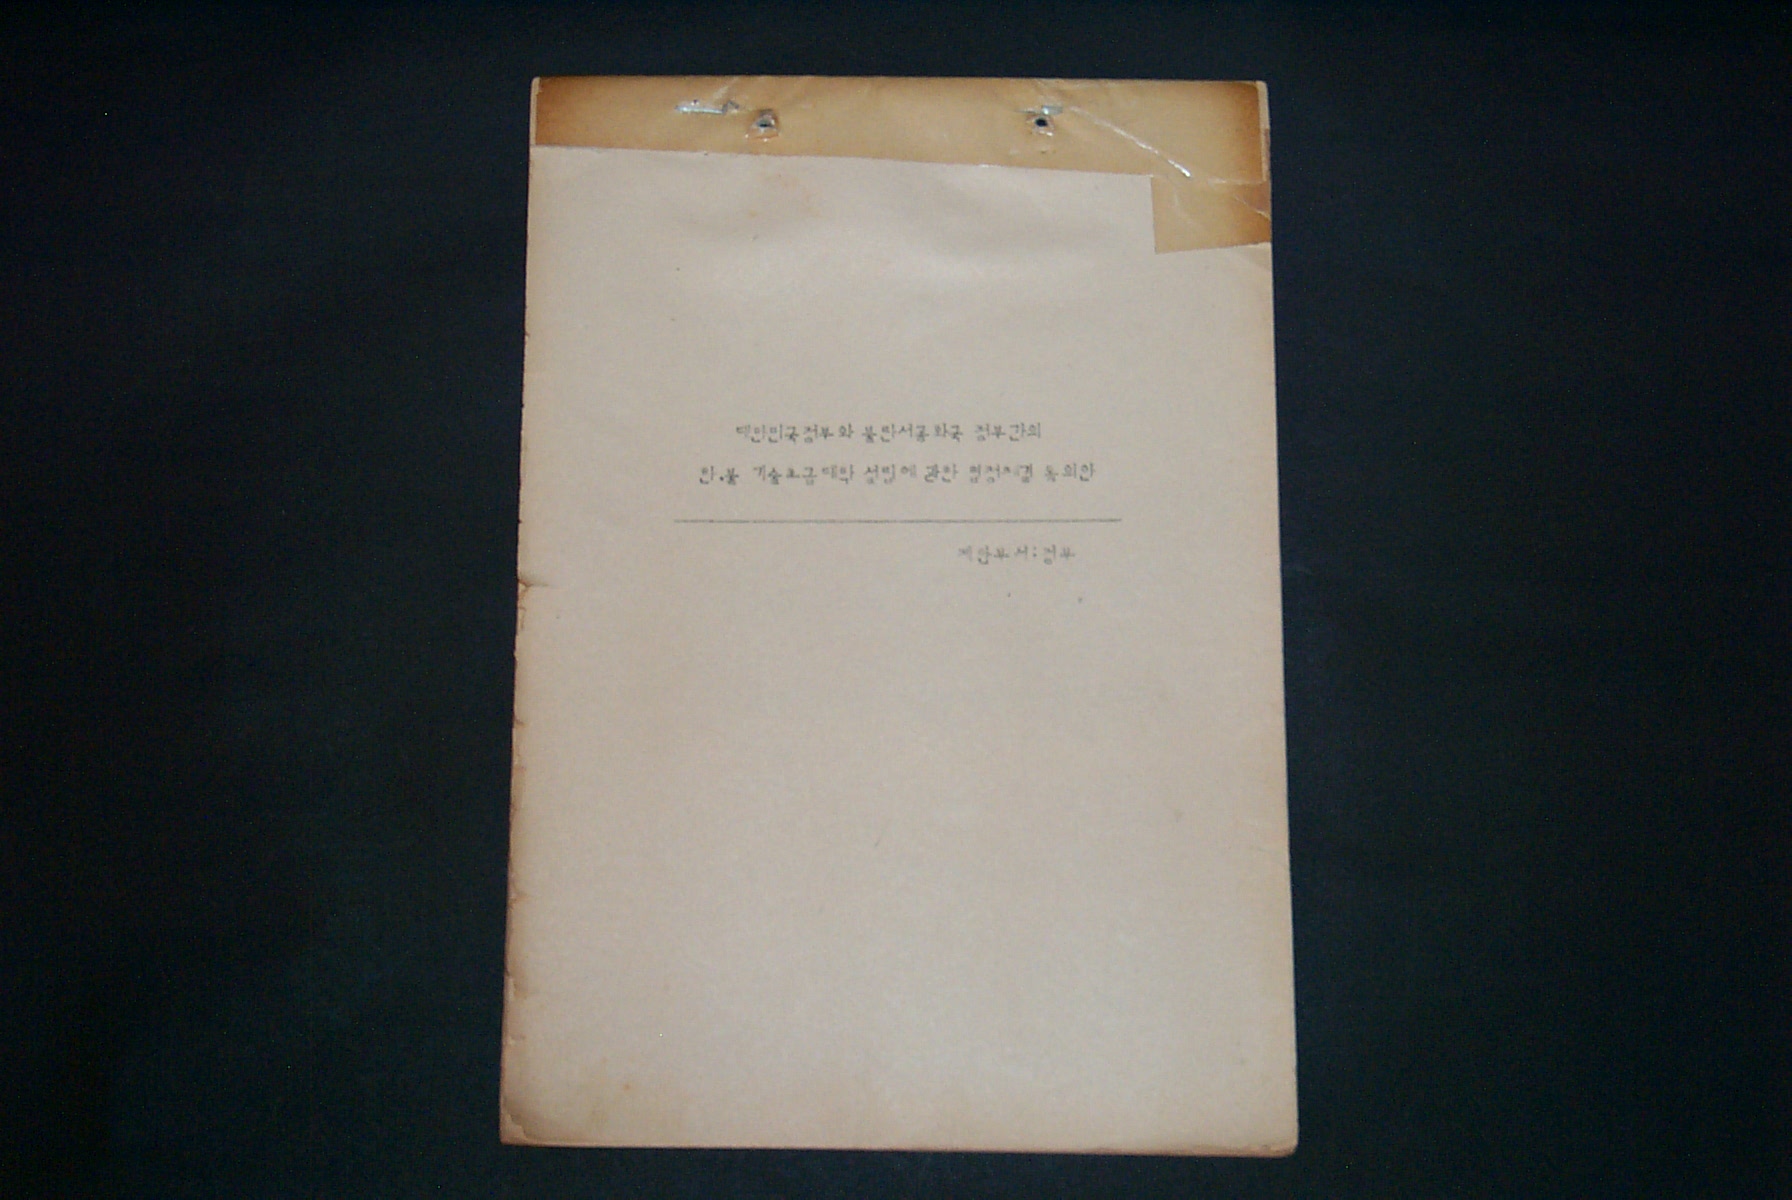 대한민국정부와 불란서공화국 정부간의
한.불 기술초급대학 설립에 관한 협정체결 동의안
제안부서:정부